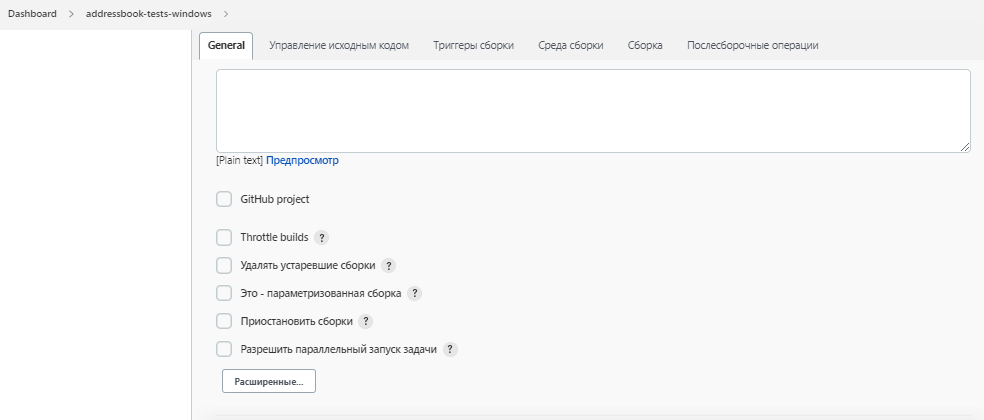 Dashboard > addressbook-tests-windows >
General Управление исходным кодом Триггеры сборки Среда сборки Сборка Послесборочные операции
[Plain text] Предпросмотр
GitHub project
Throttle builds ?
Удалять устаревшие сборки ?
Это - параметризованная сборка ?
Приостановить сборки ?
Разрешить параллельный запуск задачи ?
Расширенные...